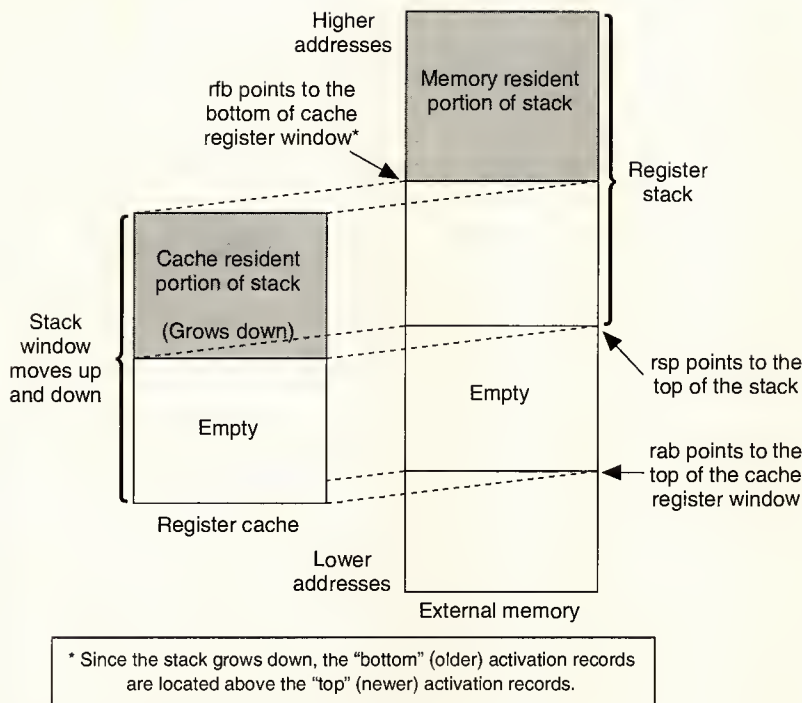 Higher
addresses
rfb points to the
bottom of cache
register window*
Memory resident
portion of stack
Register
stack
Cache resident
portion of stack
(Grows down)
Stack
window
moves up
and down
Empty
Empty
rsp points to the
top of the stack
rab points to the
top of the cache
register window
Register cache
Lower
addresses
External memory
* Since the stack grows down, the “bottom” (older) activation records
are located above the “top” (newer) activation records.